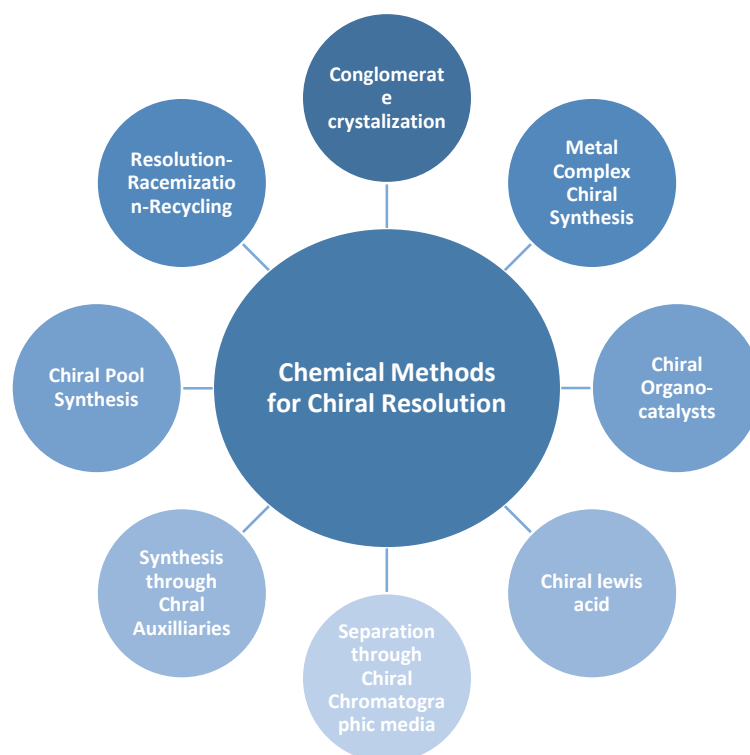 Conglomerat
e
crystalization
Metal
Complex
Chiral
Synthesis
Chiral
Organo-
catalysts
Chiral lewis
acid
Separation
through
Chiral
Chromatogra
phic media
Synthesis
through
Chral
Auxilliaries
Chiral Pool
Synthesis
Resolution-
Racemizatio
n-Recycling
Chemical Methods
for Chiral Resolution